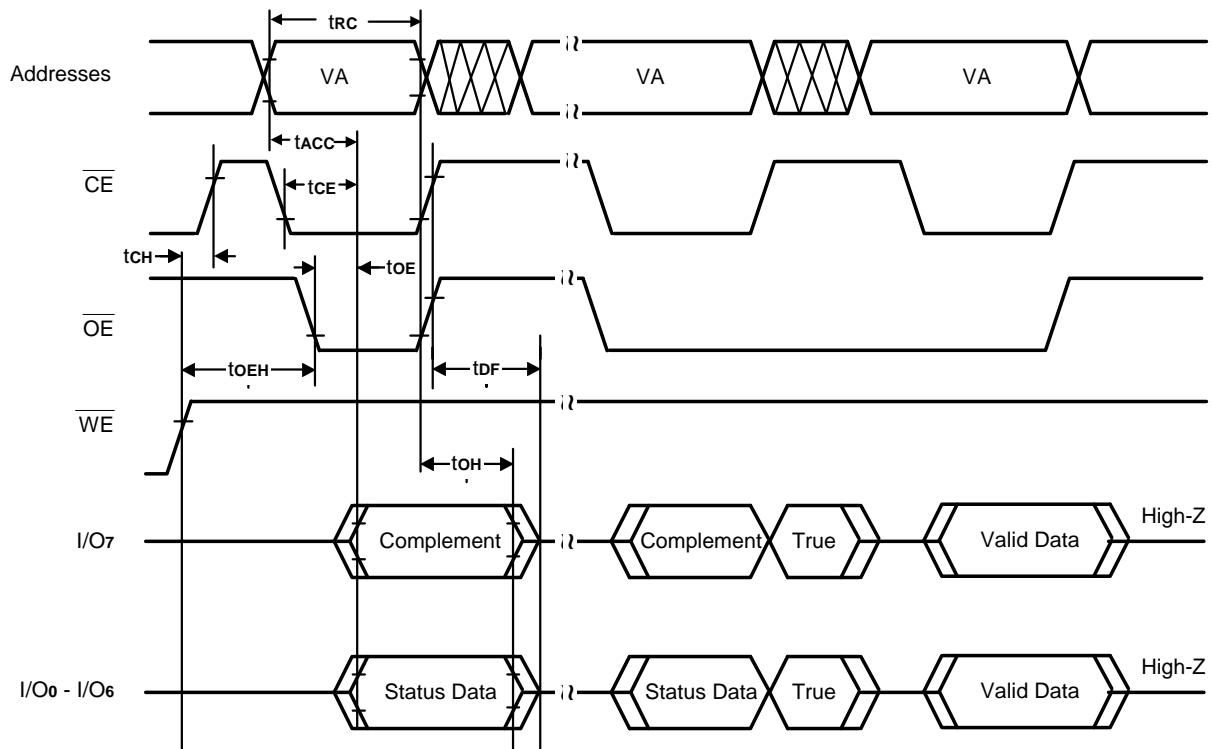 tRC
Addresses VA VA VA
tACC
CE tCE
tCH tOE
OE
tOEH tDF
WE
tOH
I/O7 Complement Complement True Valid Data High-Z
I/O0 - I/O6 Status Data Status Data True Valid Data High-Z